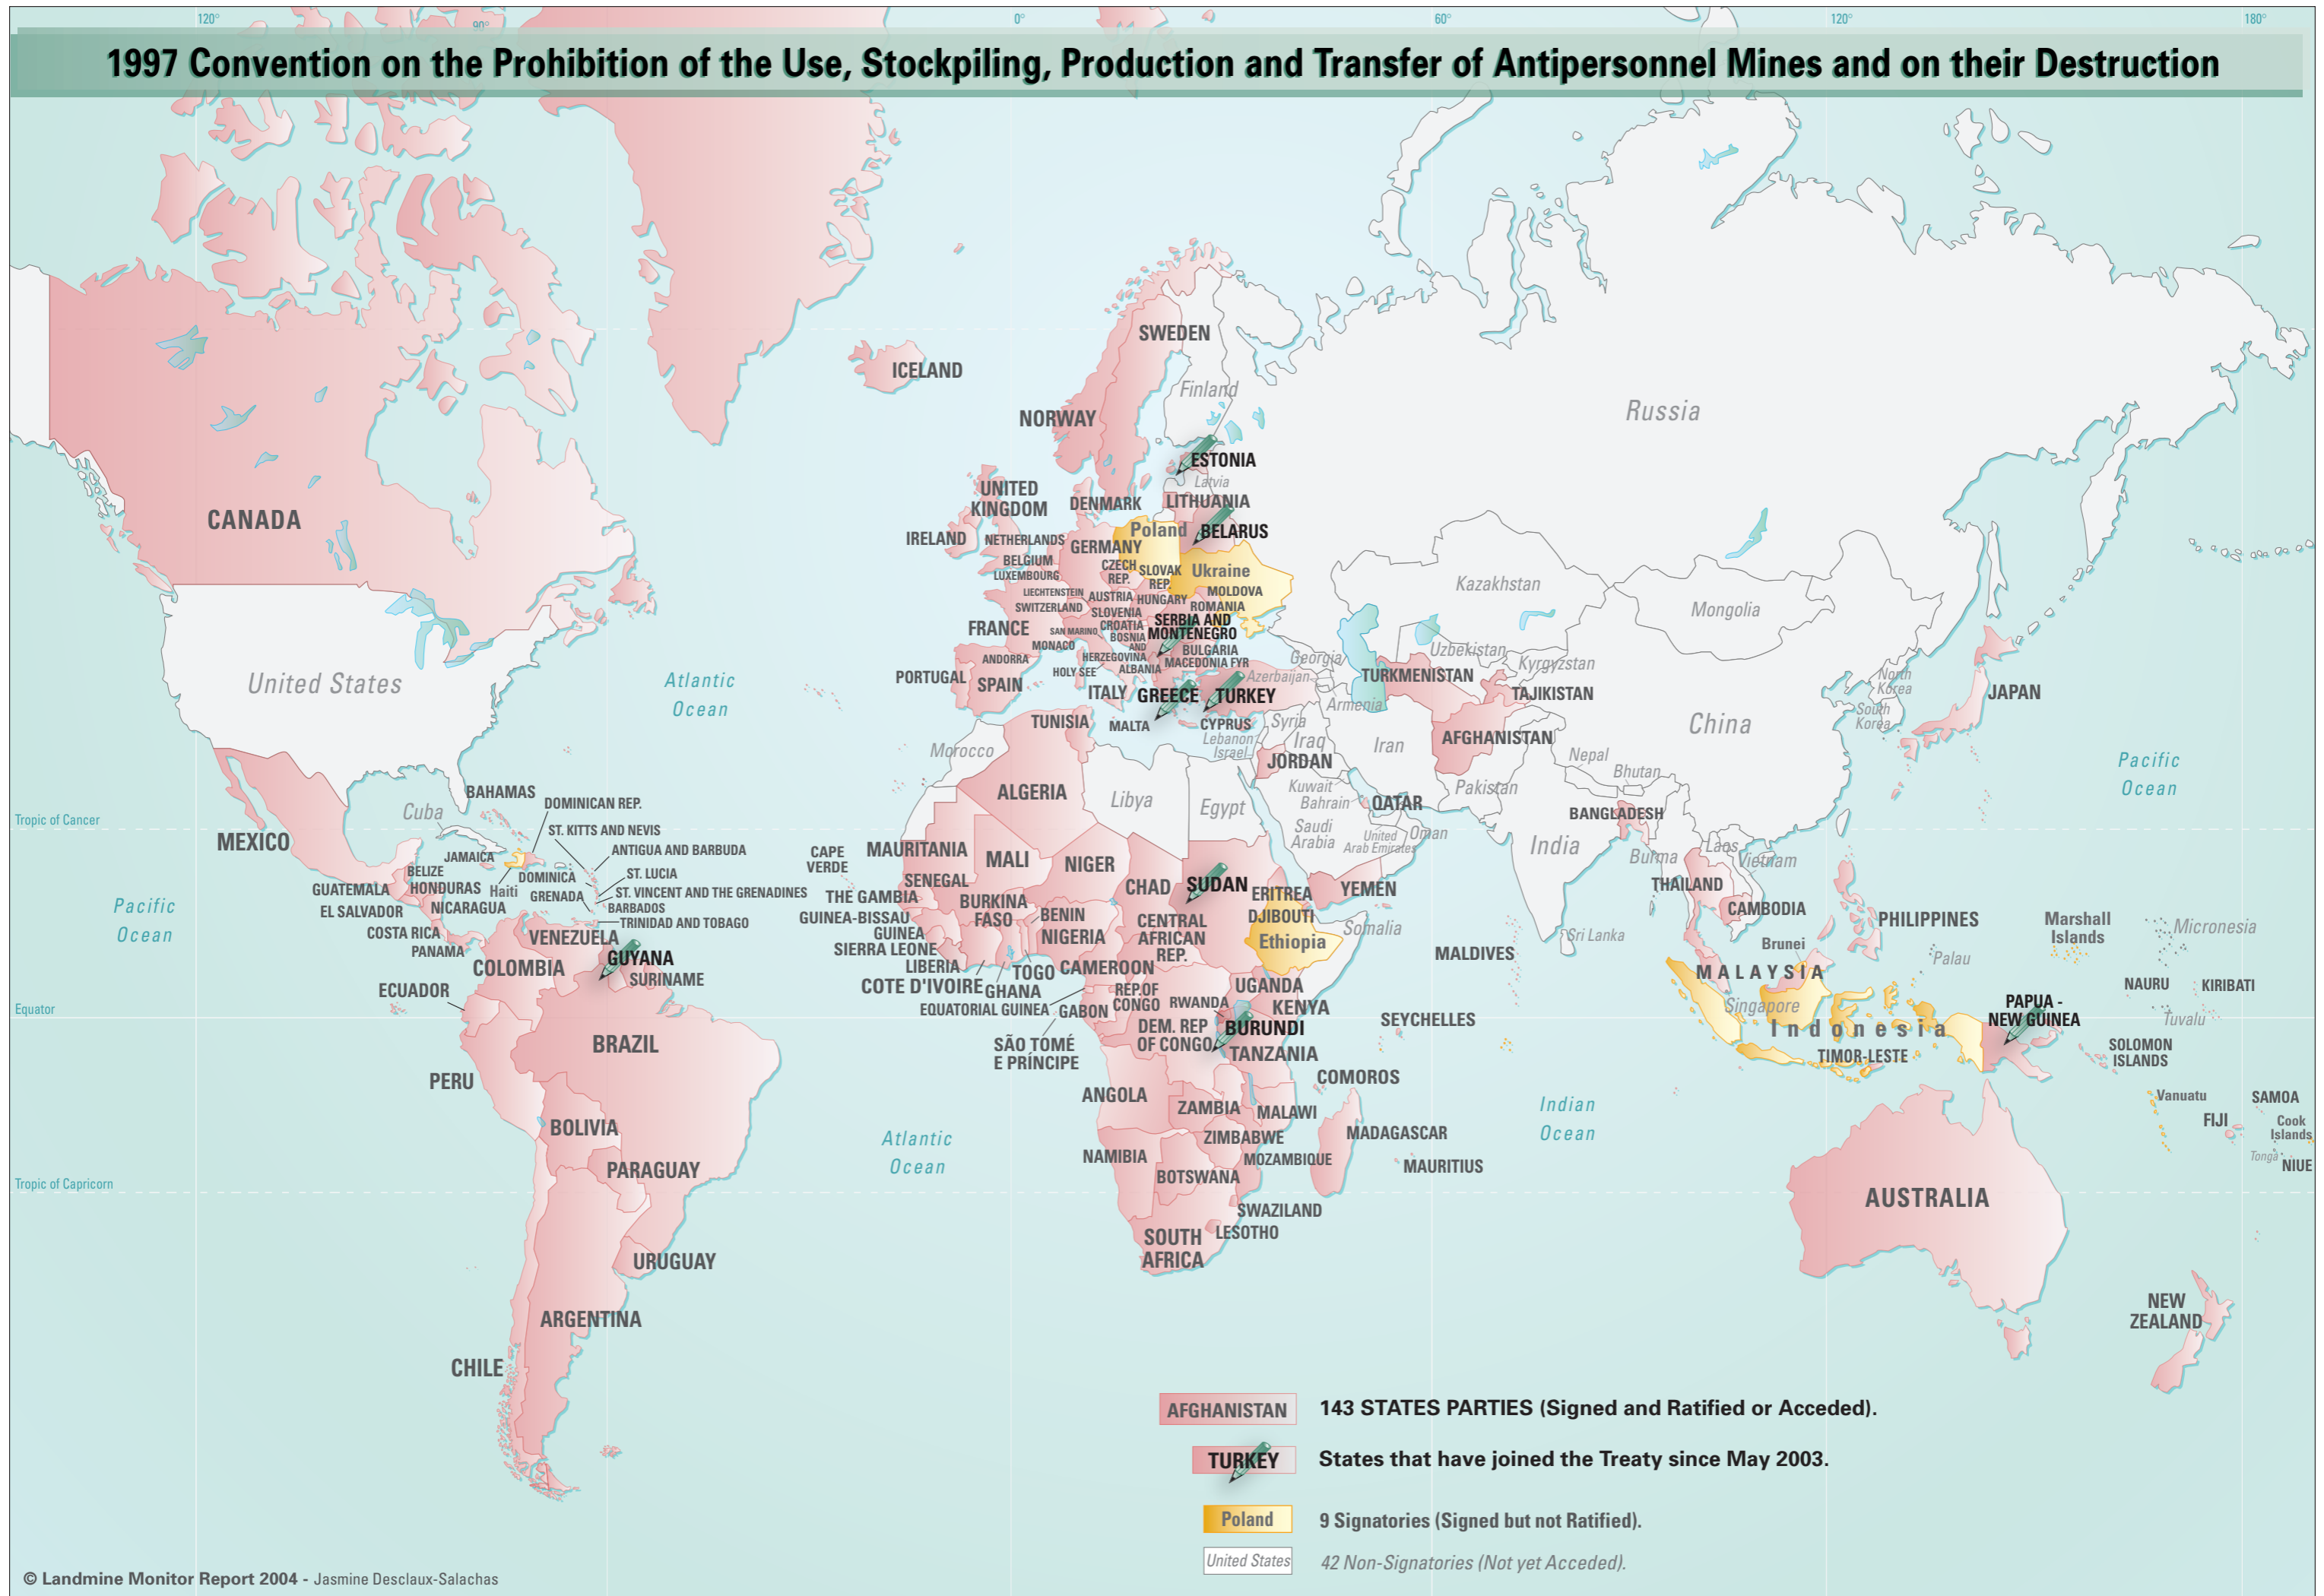 120°
90°
0°
60°
120°
180°
1997 Convention on the Prohibition of the Use, Stockpiling, Production and Transfer of Antipersonnel Mines and on their Destruction
SWEDEN
ICELAND
Finland
NORWAY
Russia
ESTONIA
Latvia
UNITED
KINGDOM
DENMARK
LITHUANIA
CANADA
Poland
BELARUS
IRELAND
NETHERLANDS
GERMANY
BELGIUM
CZECH
REP.
SLOVAK
REP.
Ukraine
LUXEMBOURG
LIECHTENSTEIN
AUSTRIA
HUNGARY
MOLDOVA
SWITZERLAND
SLOVENIA
ROMANIA
Kazakhstan
Mongolia
FRANCE
SAN MARINO
CROATIA
BOSNIA
AND
HERZEGOVINA
SERBIA AND
MONTENEGRO
MONACO
BULGARIA
ANDORRA
HOLY SEE
ALBANIA
MACEDONIA FYR
Georgia
Uzbekistan
Kyrgyzstan
PORTUGAL
SPAIN
ITALY
GREECE
TURKEY
Azerbaijan
Armenia
TURKMENISTAN
TAJIKISTAN
North
Korea
South
Korea
JAPAN
United States
Atlantic
Ocean
TUNISIA
MALTA
CYPRUS
Lebanon
Israel
Syria
Iraq
Iran
AFGHANISTAN
China
Morocco
JORDAN
Nepal
Bhutan
Pacific
Ocean
ALGERIA
Libya
Egypt
Kuwait
Bahrain
QATAR
Pakistan
BANGLADESH
Saudi
Arabia
United
Arab Emirates
Oman
India
Burma
Laos
Vietnam
BAHAMAS
DOMINICAN REP.
Cuba
ST. KITTS AND NEVIS
Tropic of Cancer
MEXICO
JAMAICA
ANTIGUA AND BARBUDA
BELIZE
DOMINICA
ST. LUCIA
GUATEMALA
HONDURAS
Haiti
GRENADA
ST. VINCENT AND THE GRENADINES
EL SALVADOR
NICARAGUA
BARBADOS
TRINIDAD AND TOBAGO
COSTA RICA
PANAMA
VENEZUELA
Pacific
Ocean
CAPE
VERDE
MAURITANIA
MALI
NIGER
CHAD
SUDAN
ERITREA
YEMEN
THAILAND
SENEGAL
THE GAMBIA
BURKINA
FASO
BENIN
DJIBOUTI
CAMBODIA
GUINEA-BISSAU
GUINEA
NIGERIA
CENTRAL
AFRICAN
REP.
Ethiopia
Somalia
Sri Lanka
PHILIPPINES
Marshall
Islands
Micronesia
SIERRA LEONE
LIBERIA
TOGO
CAMEROON
MALDIVES
Brunei
Palau
COLOMBIA
GUYANA
SURINAME
COTE D'IVOIRE
GHANA
REP.OF
CONGO
UGANDA
MALAYSIA
NAURU
KIRIBATI
ECUADOR
EQUATORIAL GUINEA
GABON
RWANDA
KENYA
Singapore
PAPUA -
NEW GUINEA
Tuvalu
Equator
SÃO TOMÉ
E PRÍNCIPE
DEM. REP
OF CONGO
BURUNDI
SEYCHELLES
Indonesia
BRAZIL
TANZANIA
TIMOR-LESTE
SOLOMON
ISLANDS
PERU
ANGOLA
COMOROS
Vanuatu
SAMOA
ZAMBIA
MALAWI
Indian
Ocean
FIJI
Cook
Islands
BOLIVIA
Atlantic
Ocean
ZIMBABWE
MADAGASCAR
Tonga
NIUE
NAMIBIA
MOZAMBIQUE
MAURITIUS
PARAGUAY
BOTSWANA
Tropic of Capricorn
SWAZILAND
AUSTRALIA
SOUTH
AFRICA
LESOTHO
URUGUAY
ARGENTINA
NEW
ZEALAND
CHILE
AFGHANISTAN
143 STATES PARTIES (Signed and Ratified or Acceded).
TURKEY
States that have joined the Treaty since May 2003.
Poland
9 Signatories (Signed but not Ratified).
United States
42 Non-Signatories (Not yet Acceded).
© Landmine Monitor Report 2004 - Jasmine Desclaux-Salachas